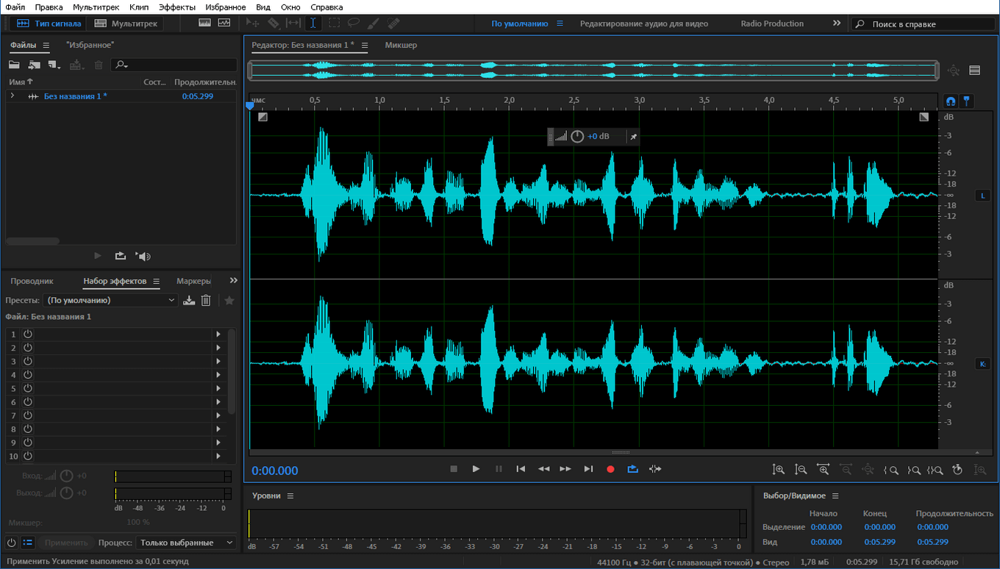 Файл Правка Мультитрек Клип Эффекты Избранное Вид Окно Справка
Тип сигнала Мультитрек По умолчанию Редактирование аудио для видео Radio Production Поиск в справке
Файлы "Избранное"
Редактор: Без названия 1 * Микшер
Имя Сост... Продолжительн
Без названия 1 * 0:05.299
чмс 0,5 1,0 1,5 2,0 2,5 3,0 3,5 4,0 4,5 5,0
dB
-3
-6
-12
-18
-∞
-18
-12
-6
-3
L
+0 dB
dB
-3
-6
-12
-18
-∞
-18
-12
-6
-3
К:
Проводник Набор эффектов Маркеры
Пресеты: (По умолчанию)
Файл: Без названия 1
1
2
3
4
5
6
7
8
9
10
Вход: +0
Выход: +0
dB -48 -36 -24 -12 0
Микшер: 100 %
Применить Процесс: Только выбранные
0:00.000
Уровни
dB -57 -54 -51 -48 -45 -42 -39 -36 -33 -30 -27 -24 -21 -18 -15 -12 -9 -6 -3 0
Выбор/Видимое
Начало Конец Продолжительность
Выделение 0:00.000 0:00.000 0:00.000
Вид 0:00.000 0:05.299 0:05.299
Применить Усиление выполнено за 0,01 секунд
44100 Гц ● 32-бит (с плавающей точкой) ● Стерео 1,78 мБ 0:05.299 15,71 Гб свободно